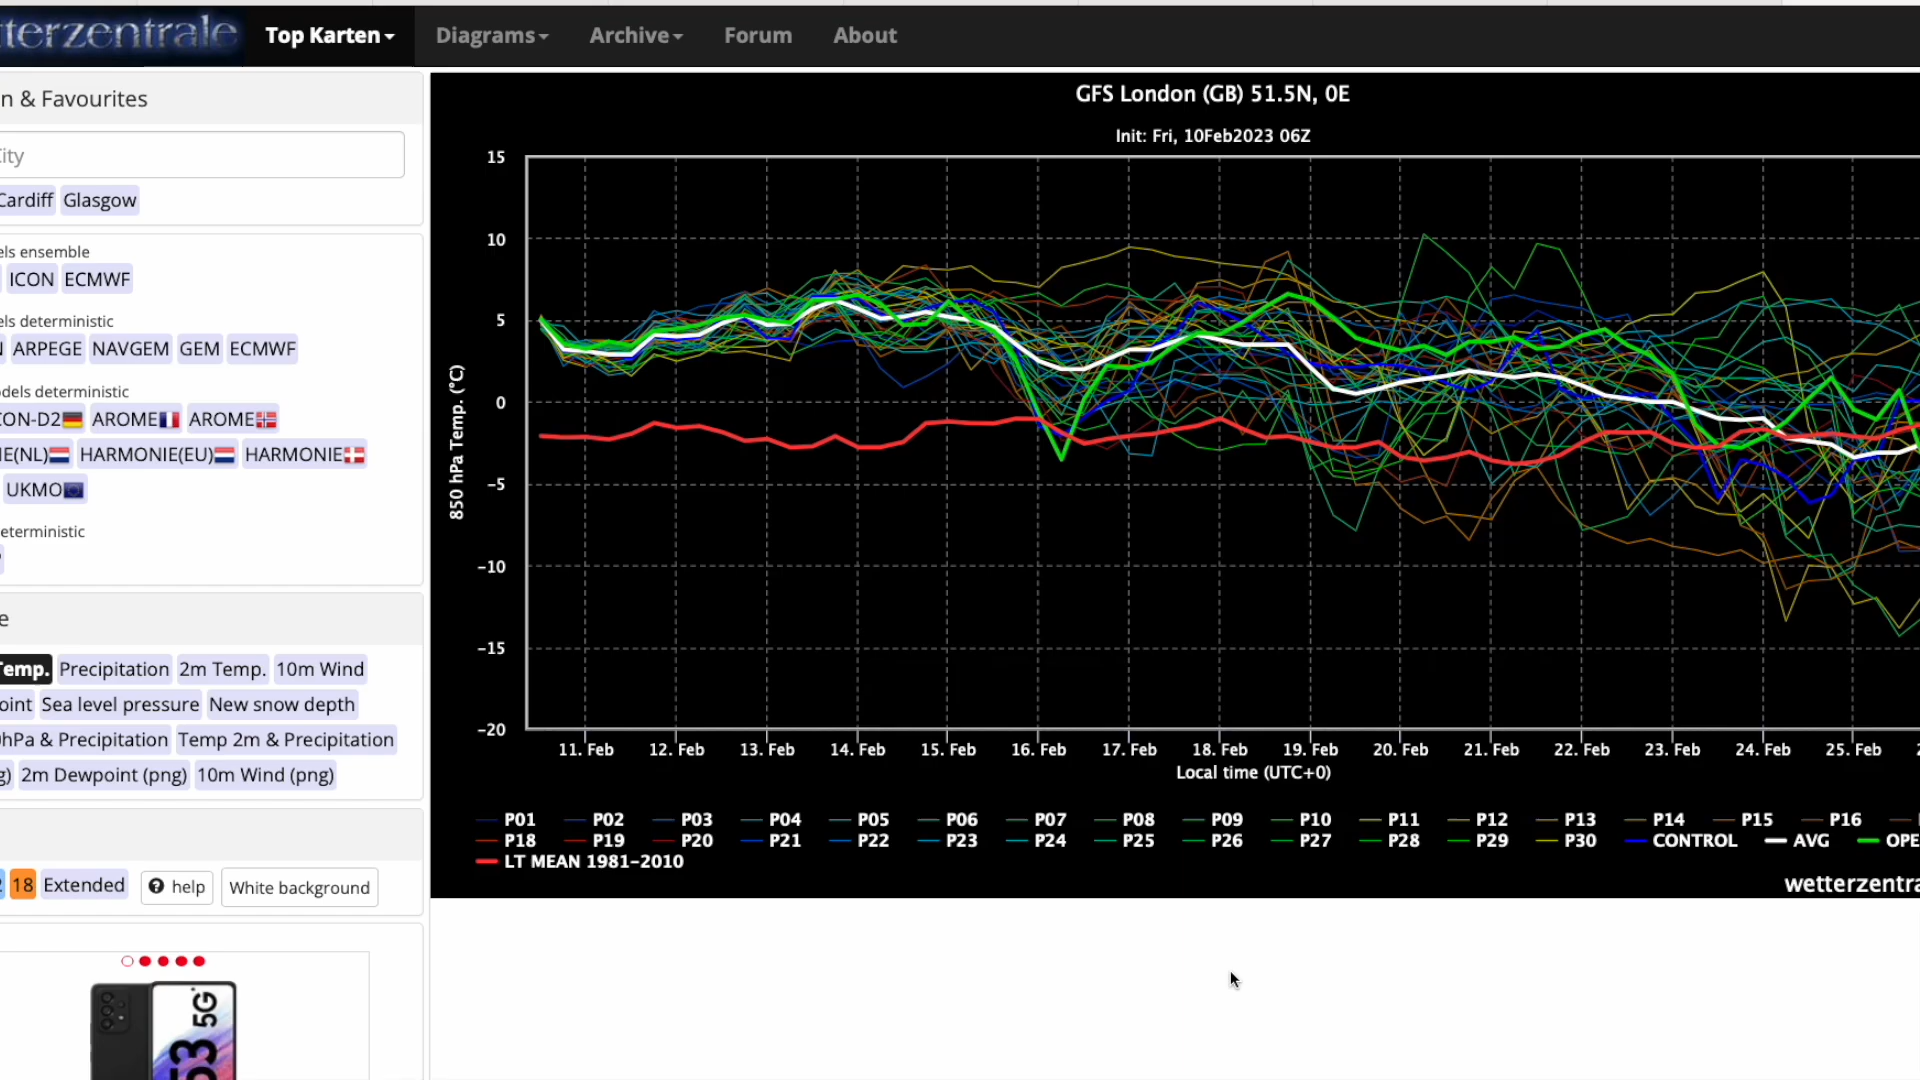 tterzentrale Top Karten Diagrams Archive Forum About
n & Favourites
ity
Cardiff Glasgow
els ensemble
ICON ECMWF
els deterministic
ARPEGE NAVGEM GEM ECMWF
dels deterministic
CON-D2 AROME AROME
IE(NL) HARMONIE(EU) HARMONIE
UKMO
eterministic
e
Temp. Precipitation 2m Temp. 10m Wind
oint Sea level pressure New snow depth
hPa & Precipitation Temp 2m & Precipitation
g) 2m Dewpoint (png) 10m Wind (png)
2 18 Extended help White background
53 5G
GFS London (GB) 51.5N, 0E
Init: Fri, 10Feb2023 06Z
850 hPa Temp. (°C)
15
10
5
0
−5
−10
−15
−20
11. Feb 12. Feb 13. Feb 14. Feb 15. Feb 16. Feb 17. Feb 18. Feb 19. Feb 20. Feb 21. Feb 22. Feb 23. Feb 24. Feb 25. Feb 2
Local time (UTC+0)
P01 P02 P03 P04 P05 P06 P07 P08 P09 P10 P11 P12 P13 P14 P15 P16
P18 P19 P20 P21 P22 P23 P24 P25 P26 P27 P28 P29 P30 CONTROL AVG OPE
LT MEAN 1981−2010
wetterzentra